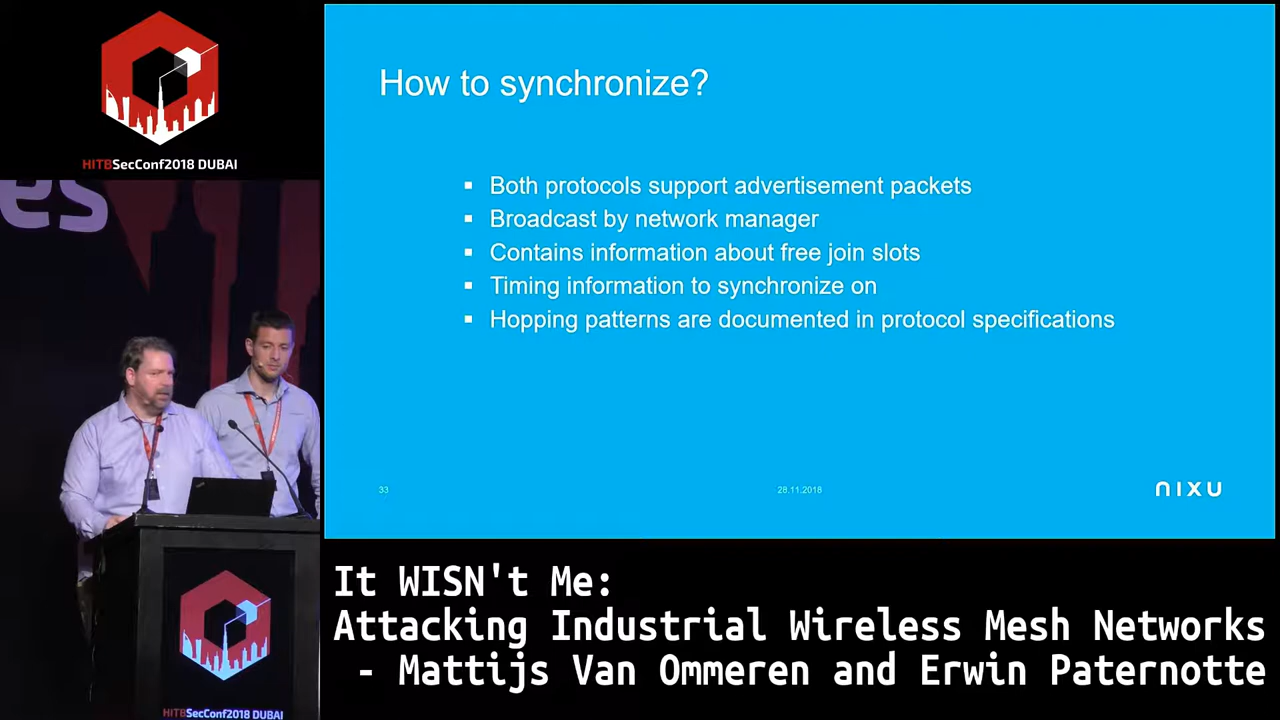 HITBSecConf2018 DUBAI
es
How to synchronize?
▪ Both protocols support advertisement packets
▪ Broadcast by network manager
▪ Contains information about free join slots
▪ Timing information to synchronize on
▪ Hopping patterns are documented in protocol specifications
33
28.11.2018
nixu
HITBSecConf2018 DUBAI
It WISN't Me:
Attacking Industrial Wireless Mesh Networks
- Mattijs Van Ommeren and Erwin Paternotte